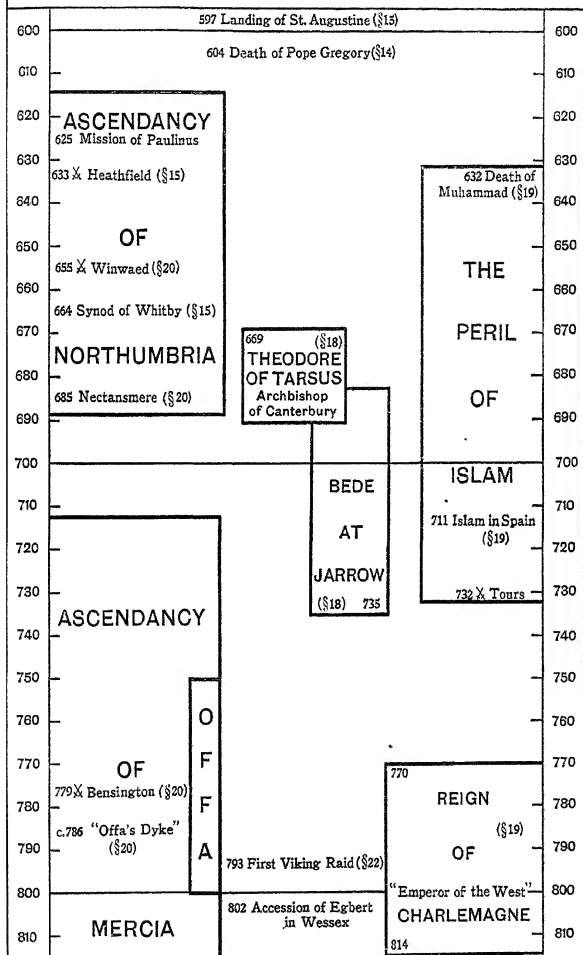 597 Landing of St. Augustine (§15)
600 600
604 Death of Pope Gregory (§14)
610 610
620 620
ASCENDANCY
625 Mission of Paulinus
630 630
633 ⚔ Heathfield (§15)
632 Death of
Muhammad (§19)
640 640
OF
650 650
655 ⚔ Winwaed (§20)
THE
660 660
664 Synod of Whitby (§15)
670 670
PERIL
669 (§18)
THEODORE
OF TARSUS
Archbishop
of Canterbury
NORTHUMBRIA
680 680
685 Nectansmere (§20)
OF
690 690
700 700
ISLAM
BEDE
AT
JARROW
(§18) 735
710 710
711 Islam in Spain
(§19)
720 720
730 730
732 ⚔ Tours
ASCENDANCY
740 740
750 750
760 760
O
F
F
A
770 770
OF
779 ⚔ Bensington (§20)
770
REIGN
(§19)
OF
780 780
c.786 "Offa's Dyke"
(§20)
790 790
793 First Viking Raid (§22)
800 800
"Emperor of the West"
CHARLEMAGNE
802 Accession of Egbert
in Wessex
MERCIA
810 810
814